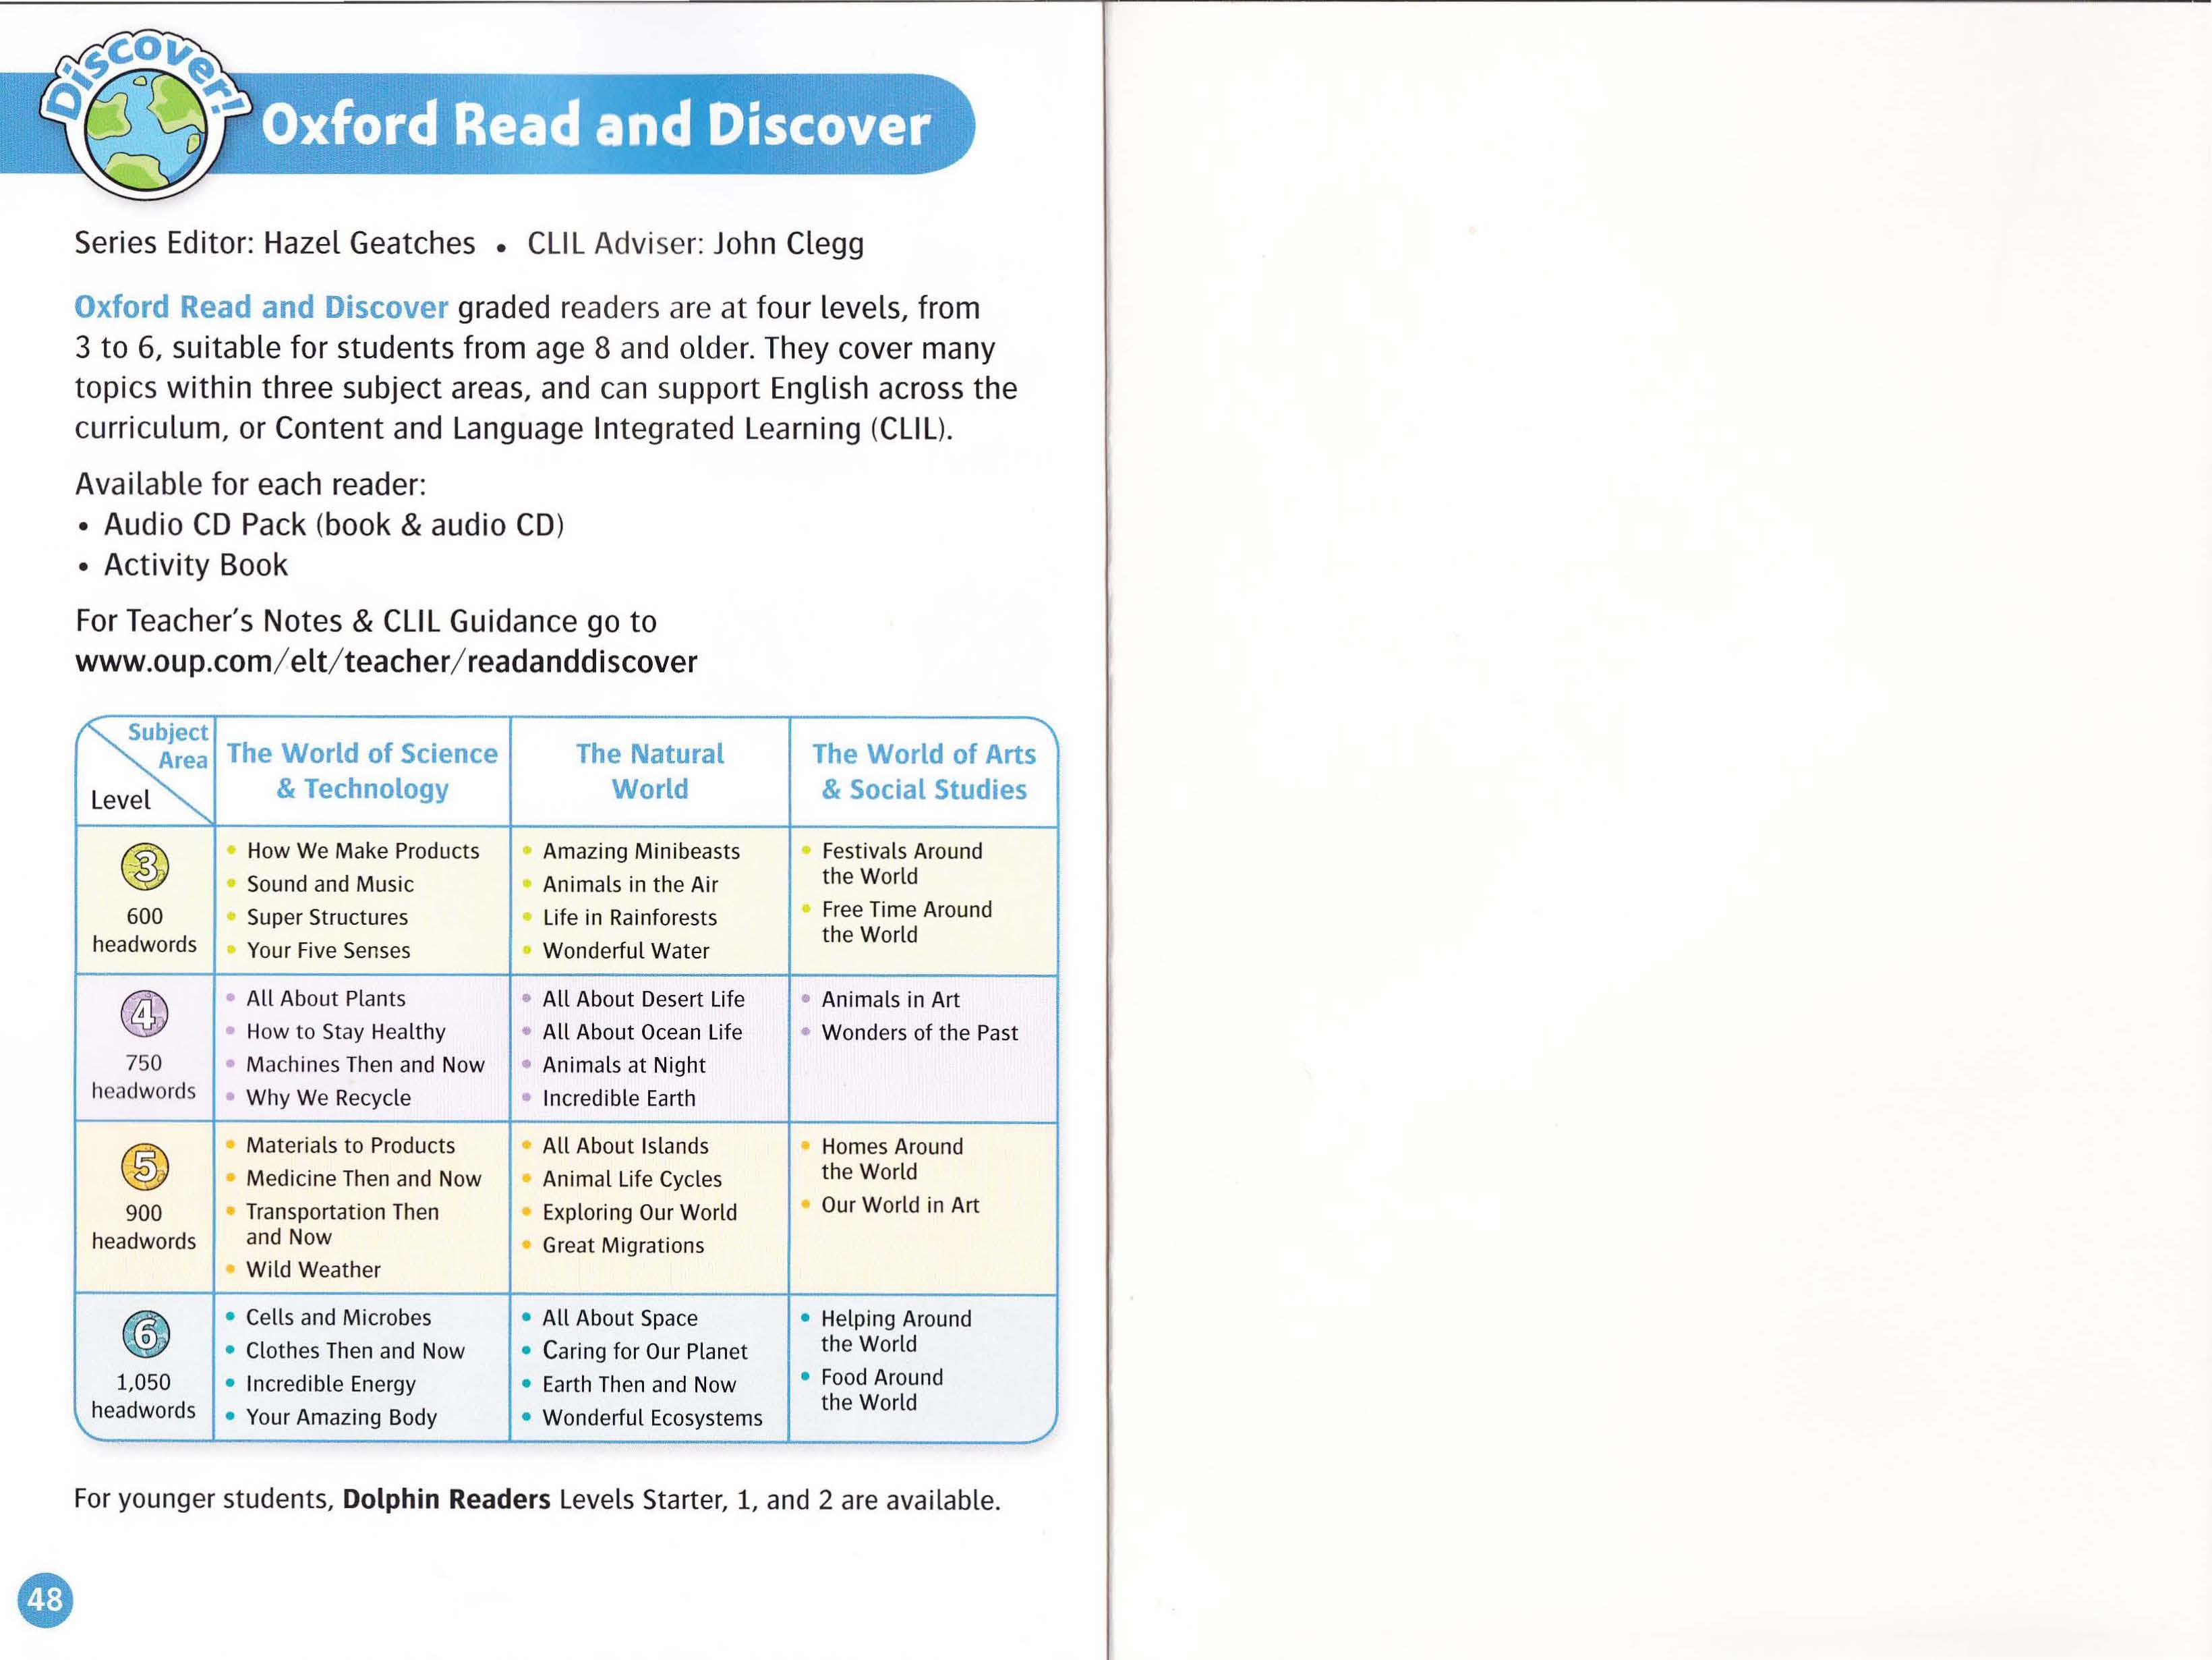 Discover!
Oxford Read and Discover
Series Editor: Hazel Geatches • CLIL Adviser: John Clegg
Oxford Read and Discover graded readers are at four levels, from
3 to 6, suitable for students from age 8 and older. They cover many
topics within three subject areas, and can support English across the
curriculum, or Content and Language Integrated Learning (CLIL).
Available for each reader:
• Audio CD Pack (book & audio CD)
• Activity Book
For Teacher's Notes & CLIL Guidance go to
www.oup.com/elt/teacher/readanddiscover
Subject
Area
Level
The World of Science
& Technology
The Natural
World
The World of Arts
& Social Studies
3
600
headwords
• How We Make Products
• Sound and Music
• Super Structures
• Your Five Senses
• Amazing Minibeasts
• Animals in the Air
• Life in Rainforests
• Wonderful Water
• Festivals Around
the World
• Free Time Around
the World
4
750
headwords
• All About Plants
• How to Stay Healthy
• Machines Then and Now
• Why We Recycle
• All About Desert Life
• All About Ocean Life
• Animals at Night
• Incredible Earth
• Animals in Art
• Wonders of the Past
5
900
headwords
• Materials to Products
• Medicine Then and Now
• Transportation Then
and Now
• Wild Weather
• All About Islands
• Animal Life Cycles
• Exploring Our World
• Great Migrations
• Homes Around
the World
• Our World in Art
6
1,050
headwords
• Cells and Microbes
• Clothes Then and Now
• Incredible Energy
• Your Amazing Body
• All About Space
• Caring for Our Planet
• Earth Then and Now
• Wonderful Ecosystems
• Helping Around
the World
• Food Around
the World
For younger students, Dolphin Readers Levels Starter, 1, and 2 are available.
48